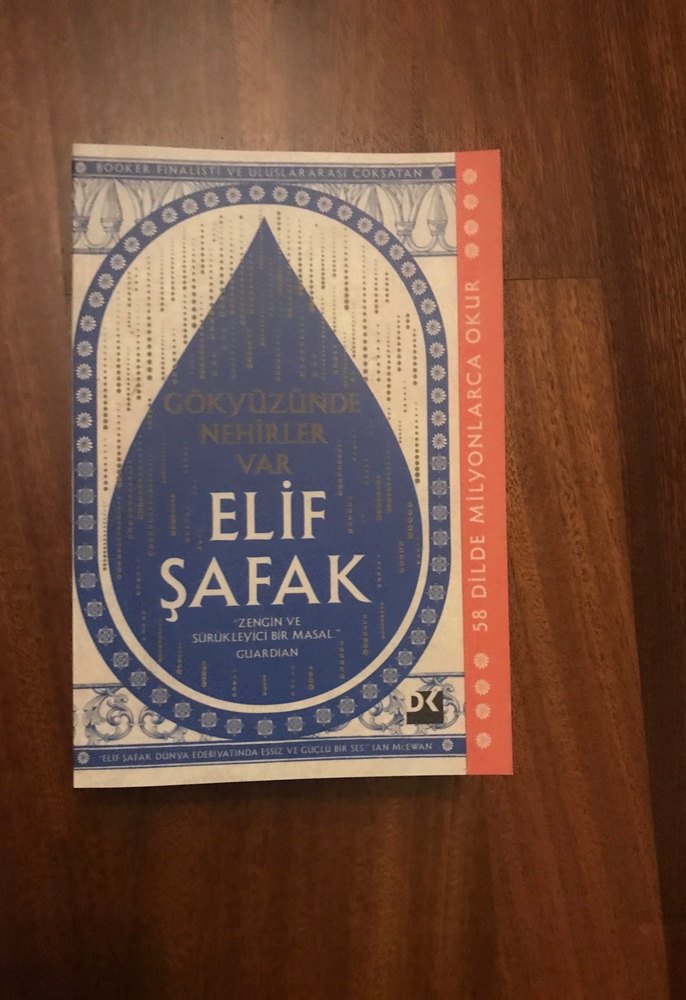 BOOKER FİNALİSTİ VE ULUSLARARASI ÇOKSATAN
GÖKYÜZÜNDE
NEHİRLER
VAR
ELİF
ŞAFAK
"ZENGİN VE
SÜRÜKLEYİCİ BİR MASAL."
GUARDIAN
DK
"ELİF ŞAFAK DÜNYA EDEBİYATINDA EŞSİZ VE GÜÇLÜ BİR SES." IAN McEWAN
58 DİLDE MİLYONLARCA OKUR